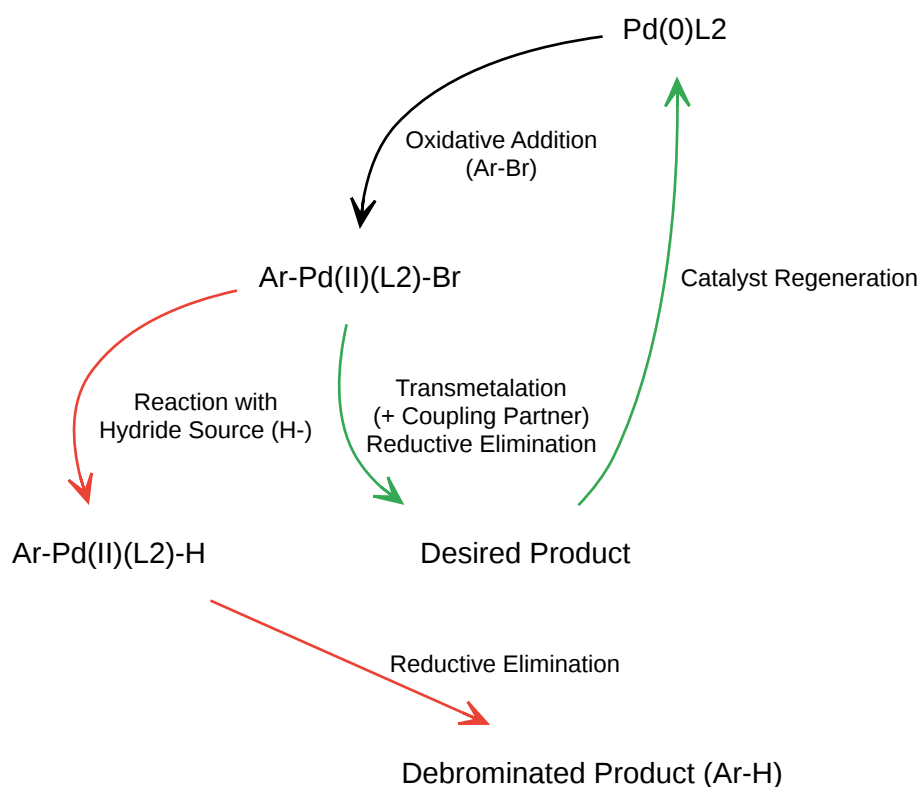 Pd(0)L2
Oxidative Addition
(Ar-Br)
Ar-Pd(II)(L2)-Br
Catalyst Regeneration
Reaction with
Hydride Source (H-)
Transmetalation
(+ Coupling Partner)
Reductive Elimination
Ar-Pd(II)(L2)-H
Desired Product
Reductive Elimination
Debrominated Product (Ar-H)